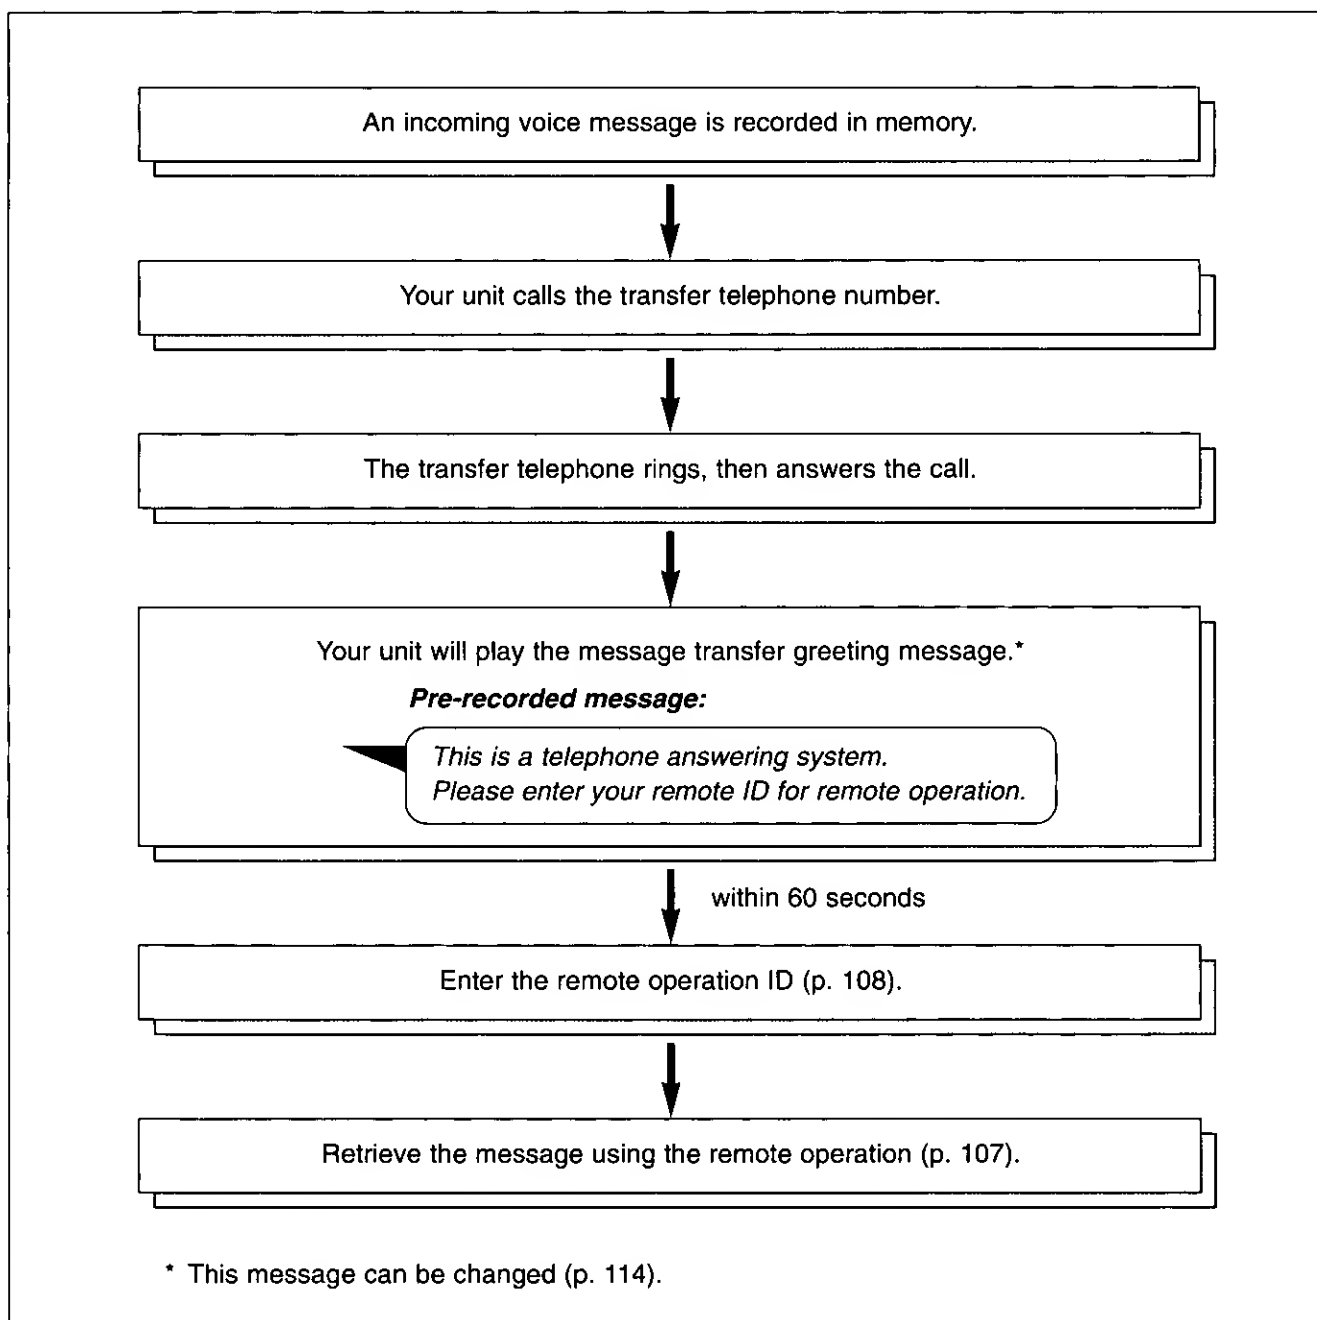 An incoming voice message is recorded in memory.
Your unit calls the transfer telephone number.
The transfer telephone rings, then answers the call.
Your unit will play the message transfer greeting message.*
Pre-recorded message:
This is a telephone answering system.
Please enter your remote ID for remote operation.
within 60 seconds
Enter the remote operation ID (p. 108).
Retrieve the message using the remote operation (p. 107).
* This message can be changed (p. 114).